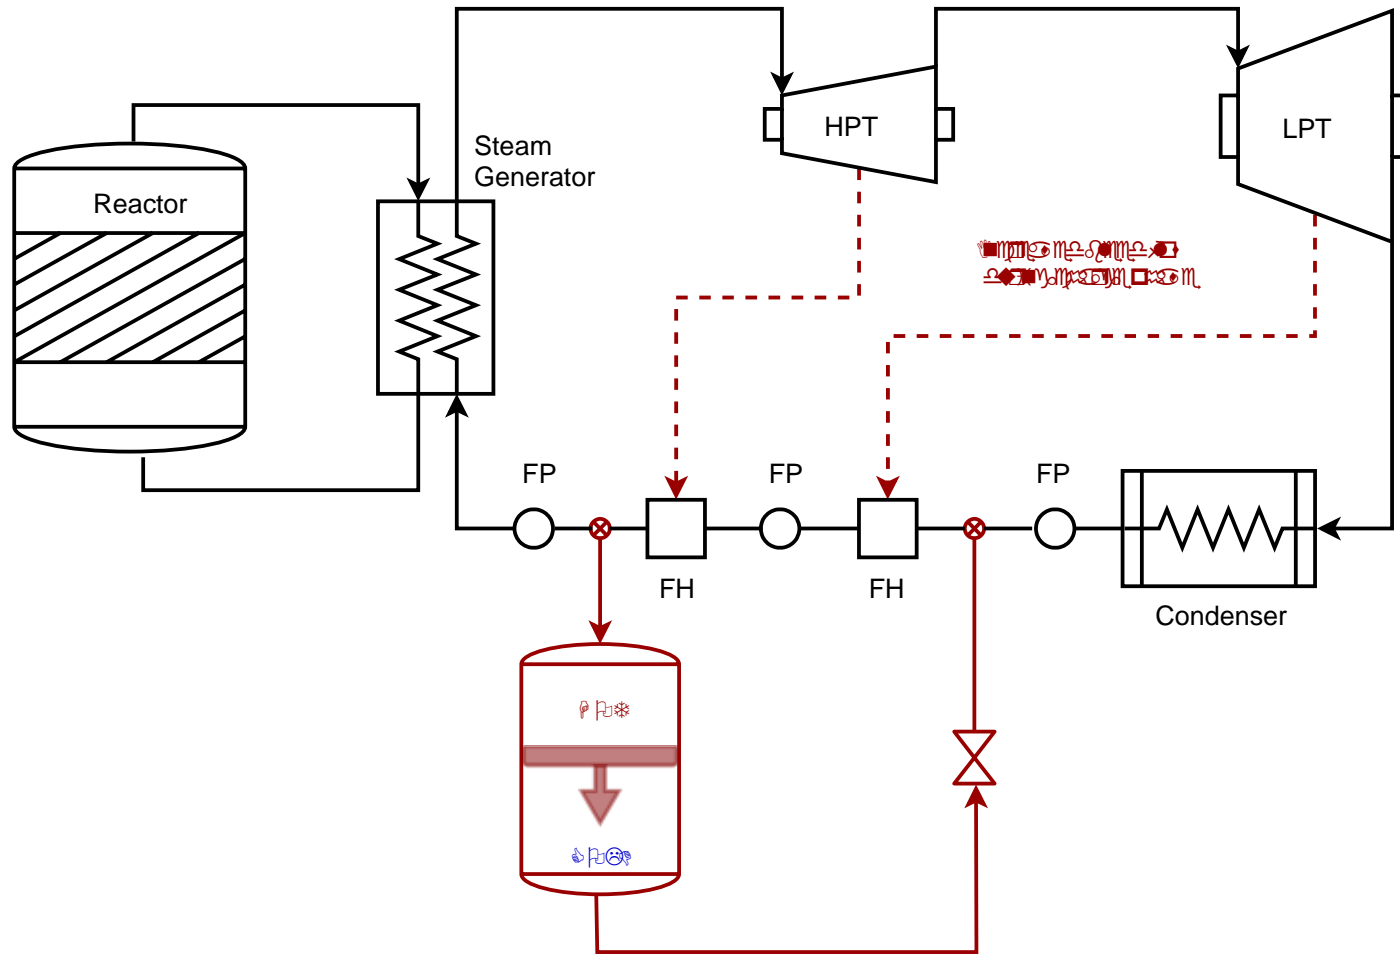 Steam
Generator
HPT
LPT
Reactor
FP
FP
FP
FH
FH
Condenser